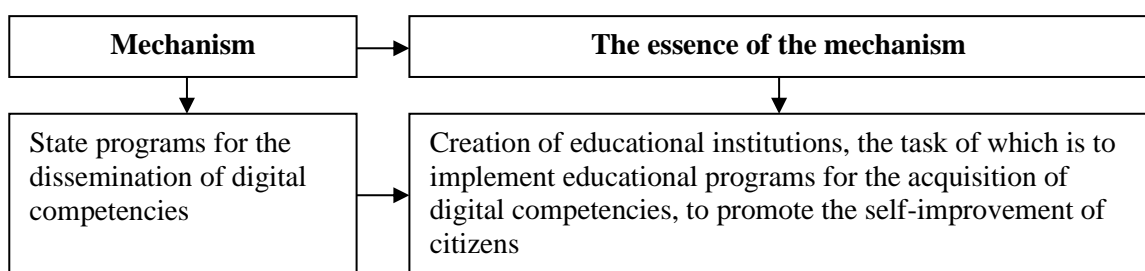 Mechanism
The essence of the mechanism
State programs for the
dissemination of digital
competencies
Creation of educational institutions, the task of which is to
implement educational programs for the acquisition of
digital competencies, to promote the self-improvement of
citizens